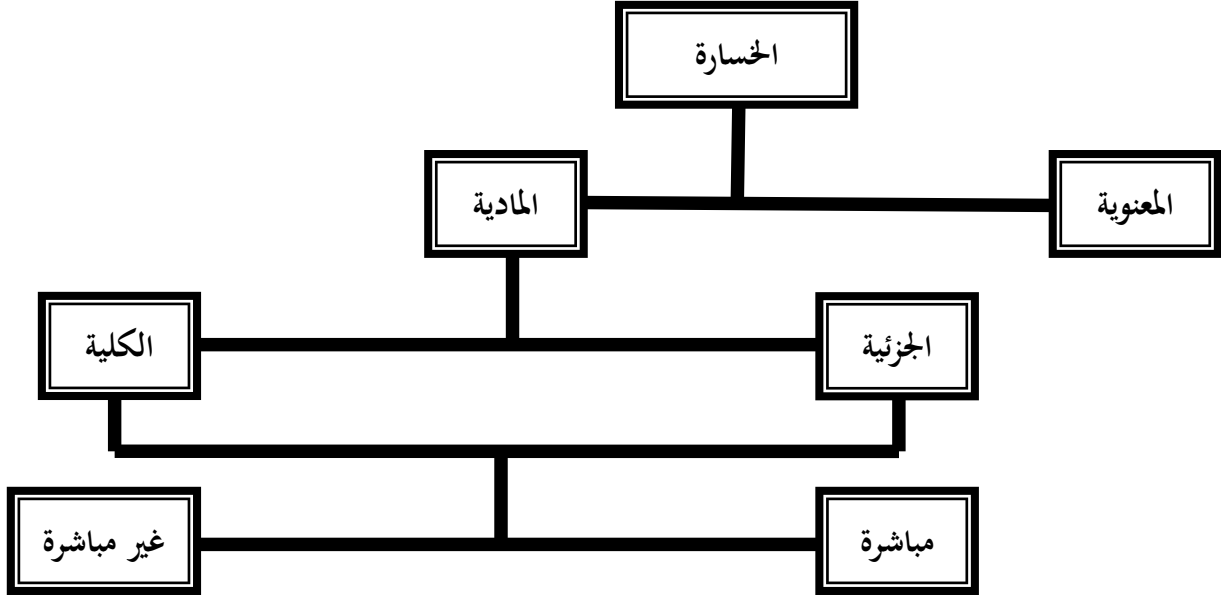 الخسارة
المعنوية
المادية
الجزئية
الكلية
مباشرة
غير مباشرة